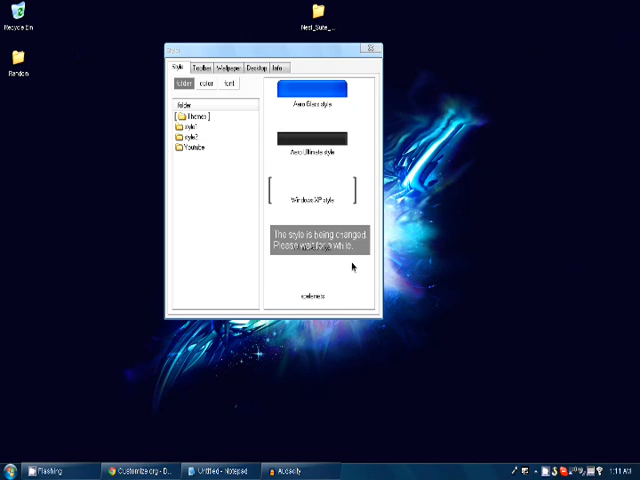 Recycle Bin
Nest_Suite_...
Random
Style
Style Toolbar Wallpaper Desktop Info
folder color font
folder
[ Themes ]
style1
style2
Youtube
Aero Glass style
Aero Ultimate style
Windows XP style
The style is being changed.
Please wait for a while.
Flashing
Customize.org - D...
Untitled - Notepad
Audacity
1:11 AM